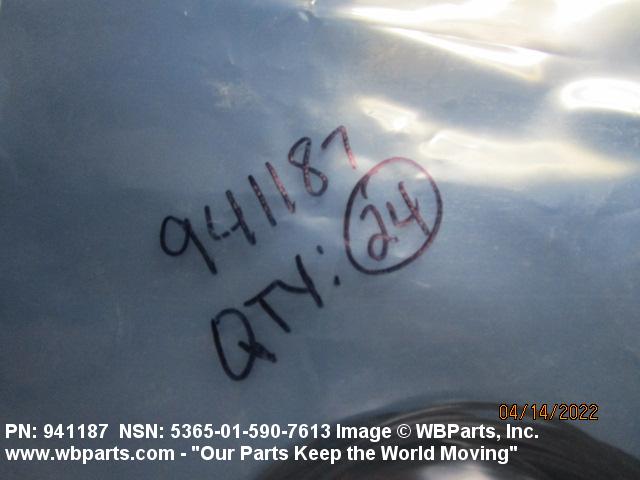 941187
QTY: 24
04/14/2022
PN: 941187 NSN: 5365-01-590-7613 Image © WBParts, Inc.
www.wbparts.com - "Our Parts Keep the World Moving"